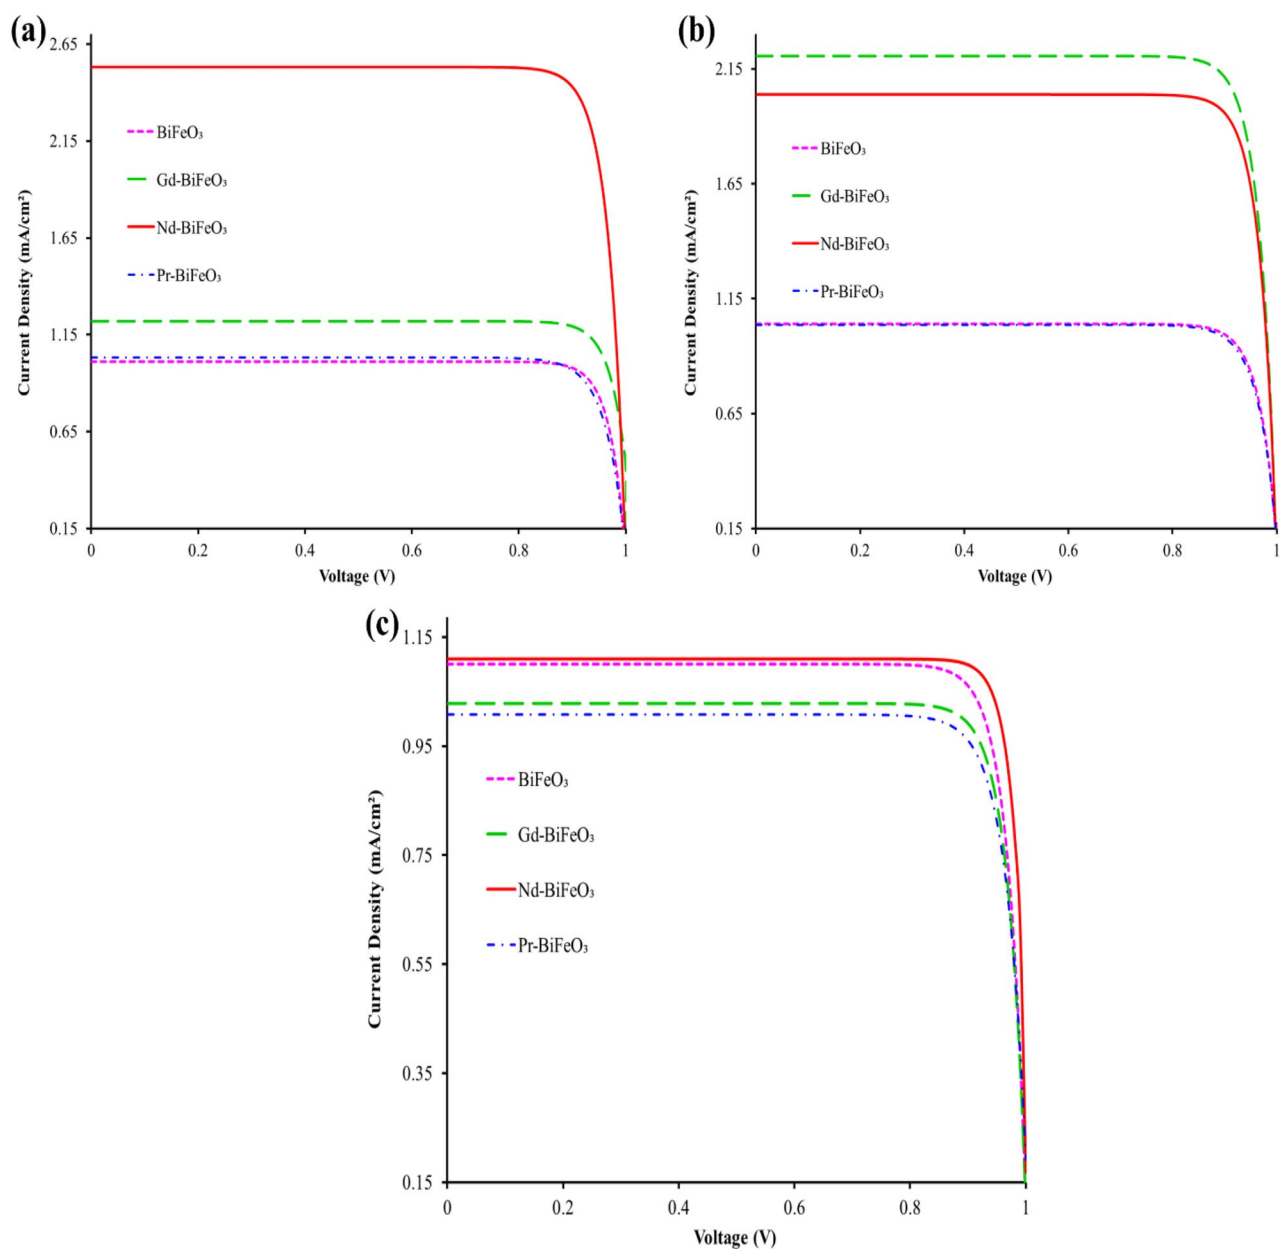 (a)
2.65
2.15
1.65
1.15
0.65
0.15
Current Density (mA/cm²)
BiFeO₃
Gd-BiFeO₃
Nd-BiFeO₃
Pr-BiFeO₃
0 0.2 0.4 0.6 0.8 1
Voltage (V)
(b)
2.15
1.65
1.15
0.65
0.15
Current Density (mA/cm²)
BiFeO₃
Gd-BiFeO₃
Nd-BiFeO₃
Pr-BiFeO₃
0 0.2 0.4 0.6 0.8 1
Voltage (V)
(c)
1.15
0.95
0.75
0.55
0.35
0.15
Current Density (mA/cm²)
BiFeO₃
Gd-BiFeO₃
Nd-BiFeO₃
Pr-BiFeO₃
0 0.2 0.4 0.6 0.8 1
Voltage (V)